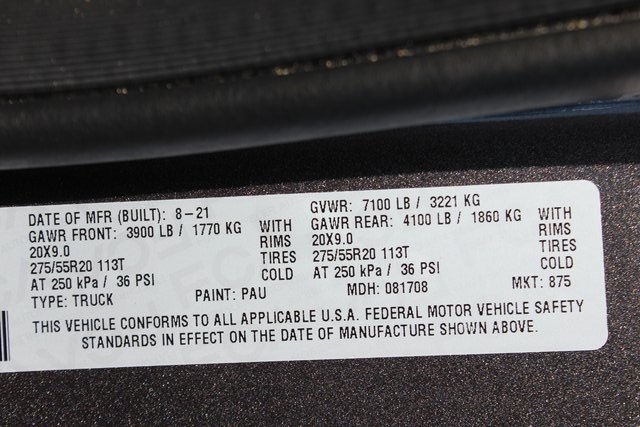 DATE OF MFR (BUILT): 8-21 GVWR: 7100 LB / 3221 KG
GAWR FRONT: 3900 LB / 1770 KG WITH GAWR REAR: 4100 LB / 1860 KG WITH
20X9.0 RIMS 20X9.0 RIMS
275/55R20 113T TIRES 275/55R20 113T TIRES
AT 250 kPa / 36 PSI COLD AT 250 kPa / 36 PSI COLD
TYPE: TRUCK PAINT: PAU MDH: 081708 MKT: 875
THIS VEHICLE CONFORMS TO ALL APPLICABLE U.S.A. FEDERAL MOTOR VEHICLE SAFETY
STANDARDS IN EFFECT ON THE DATE OF MANUFACTURE SHOWN ABOVE.